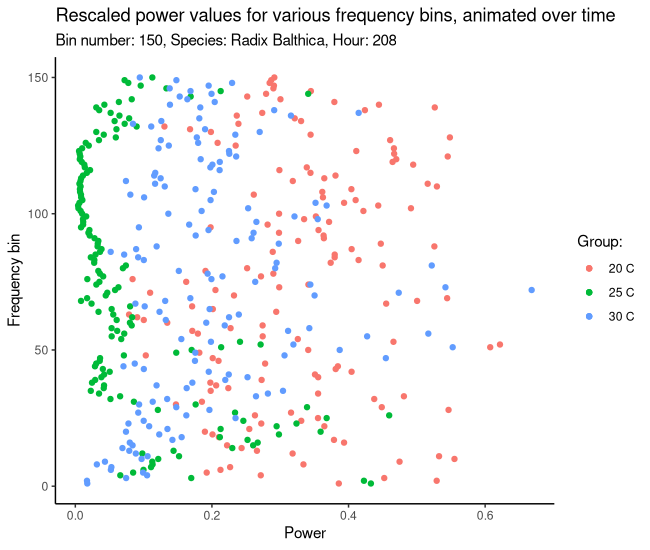 Rescaled power values for various frequency bins, animated over time
Bin number: 150, Species: Radix Balthica, Hour: 208
150
100
50
0
Frequency bin
0.0
0.2
0.4
0.6
Power
Group:
20 C
25 C
30 C